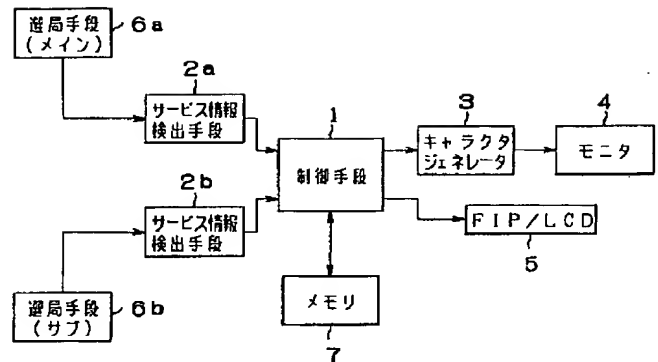 選局手段
(メイン)
6a
2a
サービス情報
検出手段
1
制御手段
3
キャラクタ
ジェネレータ
4
モニタ
2b
サービス情報
検出手段
FIP/LCD
5
選局手段
(サブ)
6b
メモリ
7